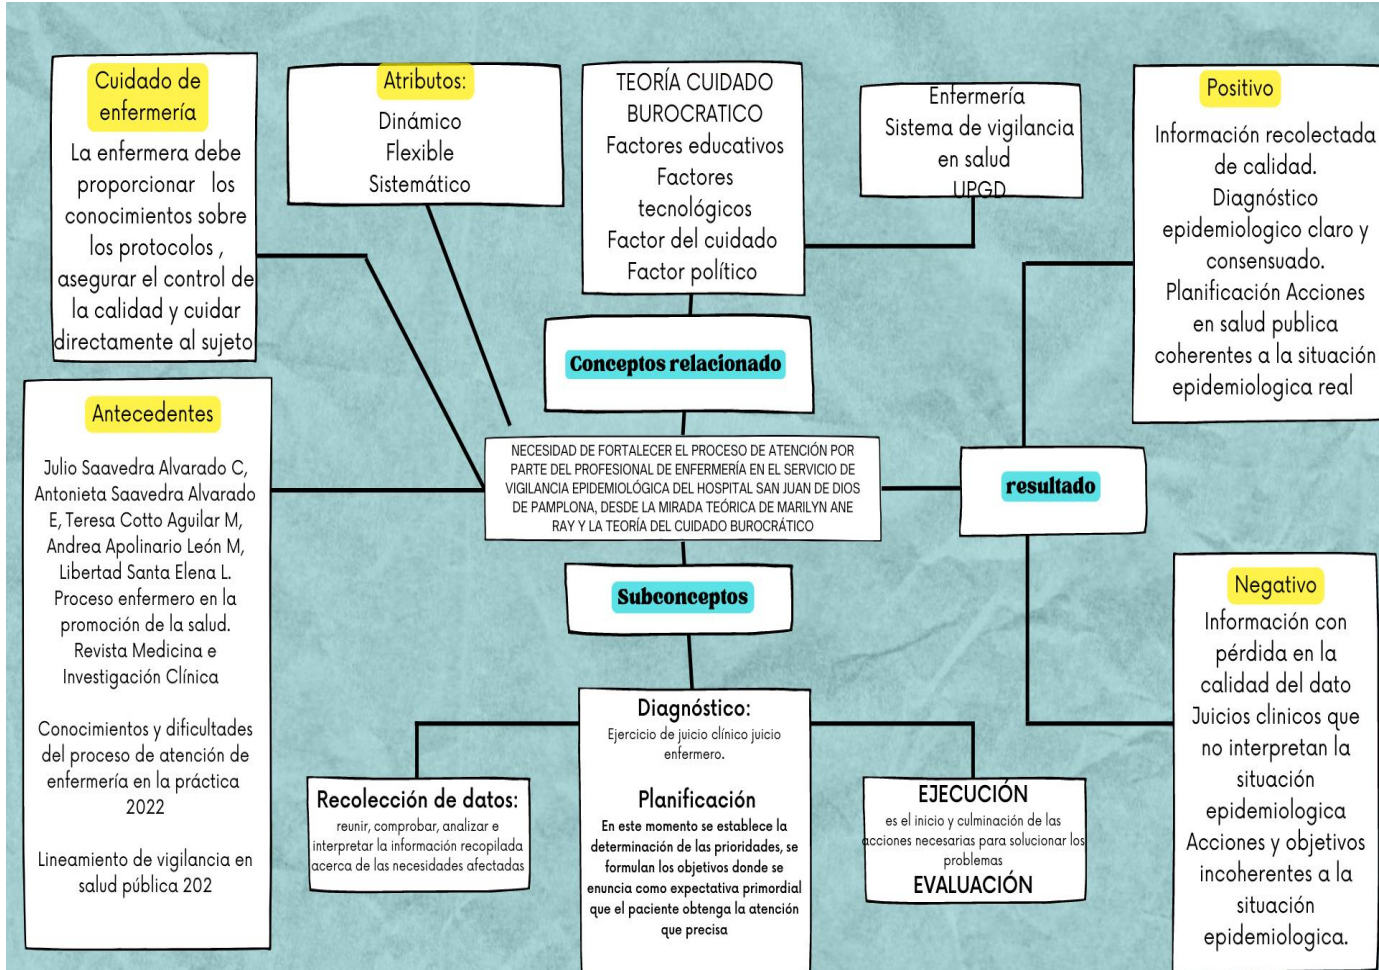 Cuidado de
enfermería
La enfermera debe
proporcionar los
conocimientos sobre
los protocolos ,
asegurar el control de
la calidad y cuidar
directamente al sujeto
Atributos:
Dinámico
Flexible
Sistemático
TEORÍA CUIDADO
BUROCRATICO
Factores educativos
Factores
tecnológicos
Factor del cuidado
Factor político
Enfermería
Sistema de vigilancia
en salud
UPGD
Positivo
Información recolectada
de calidad.
Diagnóstico
epidemiologico claro y
consensuado.
Planificación Acciones
en salud publica
coherentes a la situación
epidemiologica real
Conceptos relacionado
Antecedentes
Julio Saavedra Alvarado C,
Antonieta Saavedra Alvarado
E, Teresa Cotto Aguilar M,
Andrea Apolinario León M,
Libertad Santa Elena L.
Proceso enfermero en la
promoción de la salud.
Revista Medicina e
Investigación Clínica
Conocimientos y dificultades
del proceso de atención de
enfermería en la práctica
2022
Lineamiento de vigilancia en
salud pública 202
NECESIDAD DE FORTALECER EL PROCESO DE ATENCIÓN POR
PARTE DEL PROFESIONAL DE ENFERMERÍA EN EL SERVICIO DE
VIGILANCIA EPIDEMIOLÓGICA DEL HOSPITAL SAN JUAN DE DIOS
DE PAMPLONA, DESDE LA MIRADA TEÓRICA DE MARILYN ANE
RAY Y LA TEORÍA DEL CUIDADO BUROCRÁTICO
resultado
Subconceptos
Diagnóstico:
Ejercicio de juicio clínico juicio
enfermero.
Planificación
En este momento se establece la
determinación de las prioridades, se
formulan los objetivos donde se
enuncia como expectativa primordial
que el paciente obtenga la atención
que precisa
Recolección de datos:
reunir, comprobar, analizar e
interpretar la información recopilada
acerca de las necesidades afectadas
EJECUCIÓN
es el inicio y culminación de las
acciones necesarias para solucionar los
problemas
EVALUACIÓN
Negativo
Información con
pérdida en la
calidad del dato
Juicios clinicos que
no interpretan la
situación
epidemiologica
Acciones y objetivos
incoherentes a la
situación
epidemiologica.